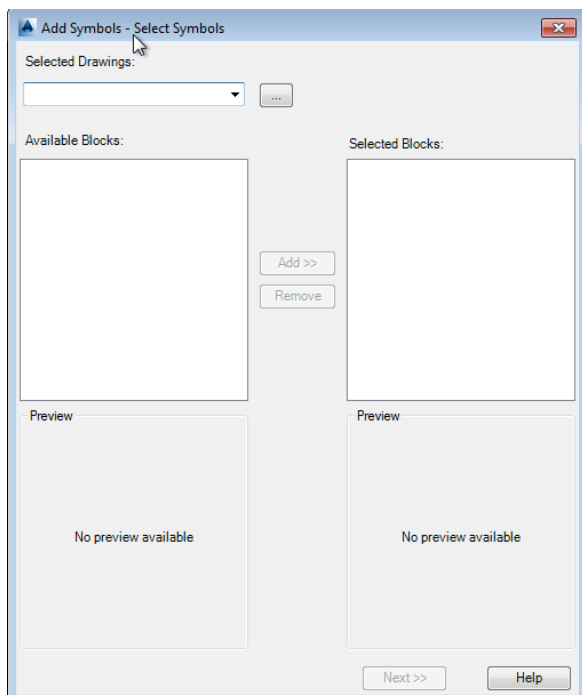 Add Symbols - Select Symbols
Selected Drawings:
...
Available Blocks:
Selected Blocks:
Add >>
Remove
Preview
Preview
No preview available
No preview available
Next >>
Help